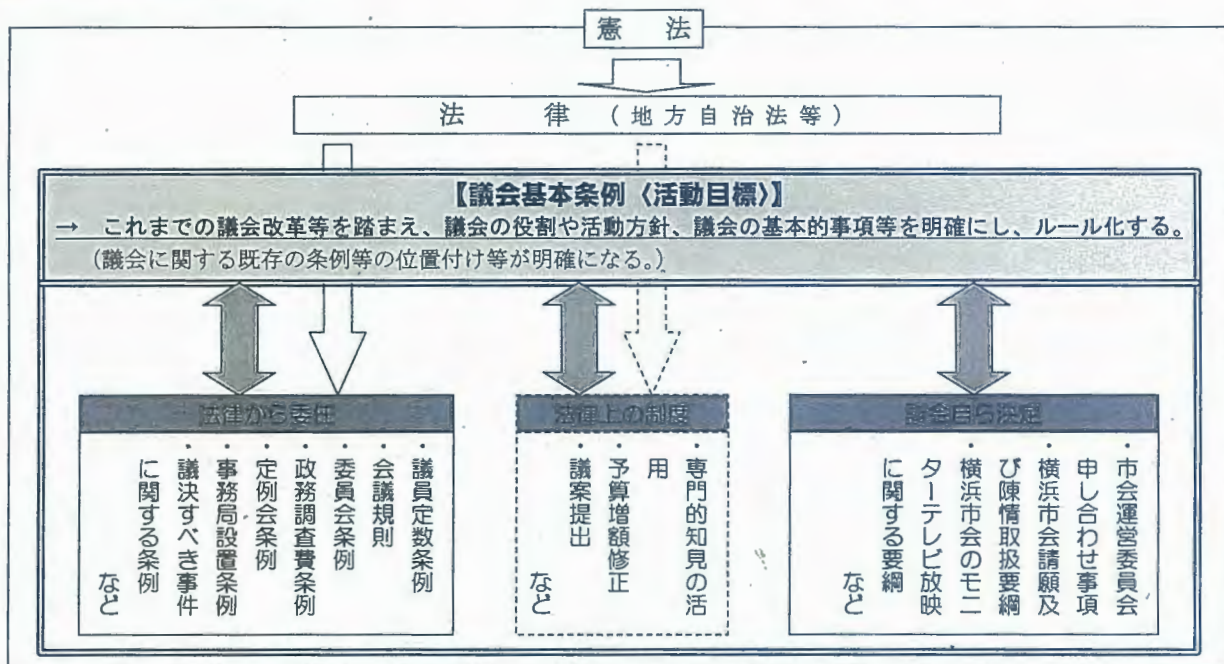 憲法
法律（地方自治法等）
【議会基本条例〈活動目標〉】
→ これまでの議会改革等を踏まえ、議会の役割や活動方針、議会の基本的事項等を明確にし、ルール化する。
（議会に関する既存の条例等の位置付け等が明確になる。）
法律から委任
・議員定数条例
・会議規則
・委員会条例
・政務調査費条例
・定例会条例
・事務局設置条例
・議決すべき事件
に関する条例
など
法律上の制度
・専門的知見の活
用
・予算増額修正
・議案提出
など
議会自ら決定
・市会運営委員会
申し合わせ事項
・横浜市会請願及
び陳情取扱要綱
・横浜市会のモニ
ターテレビ放映
に関する要綱
など